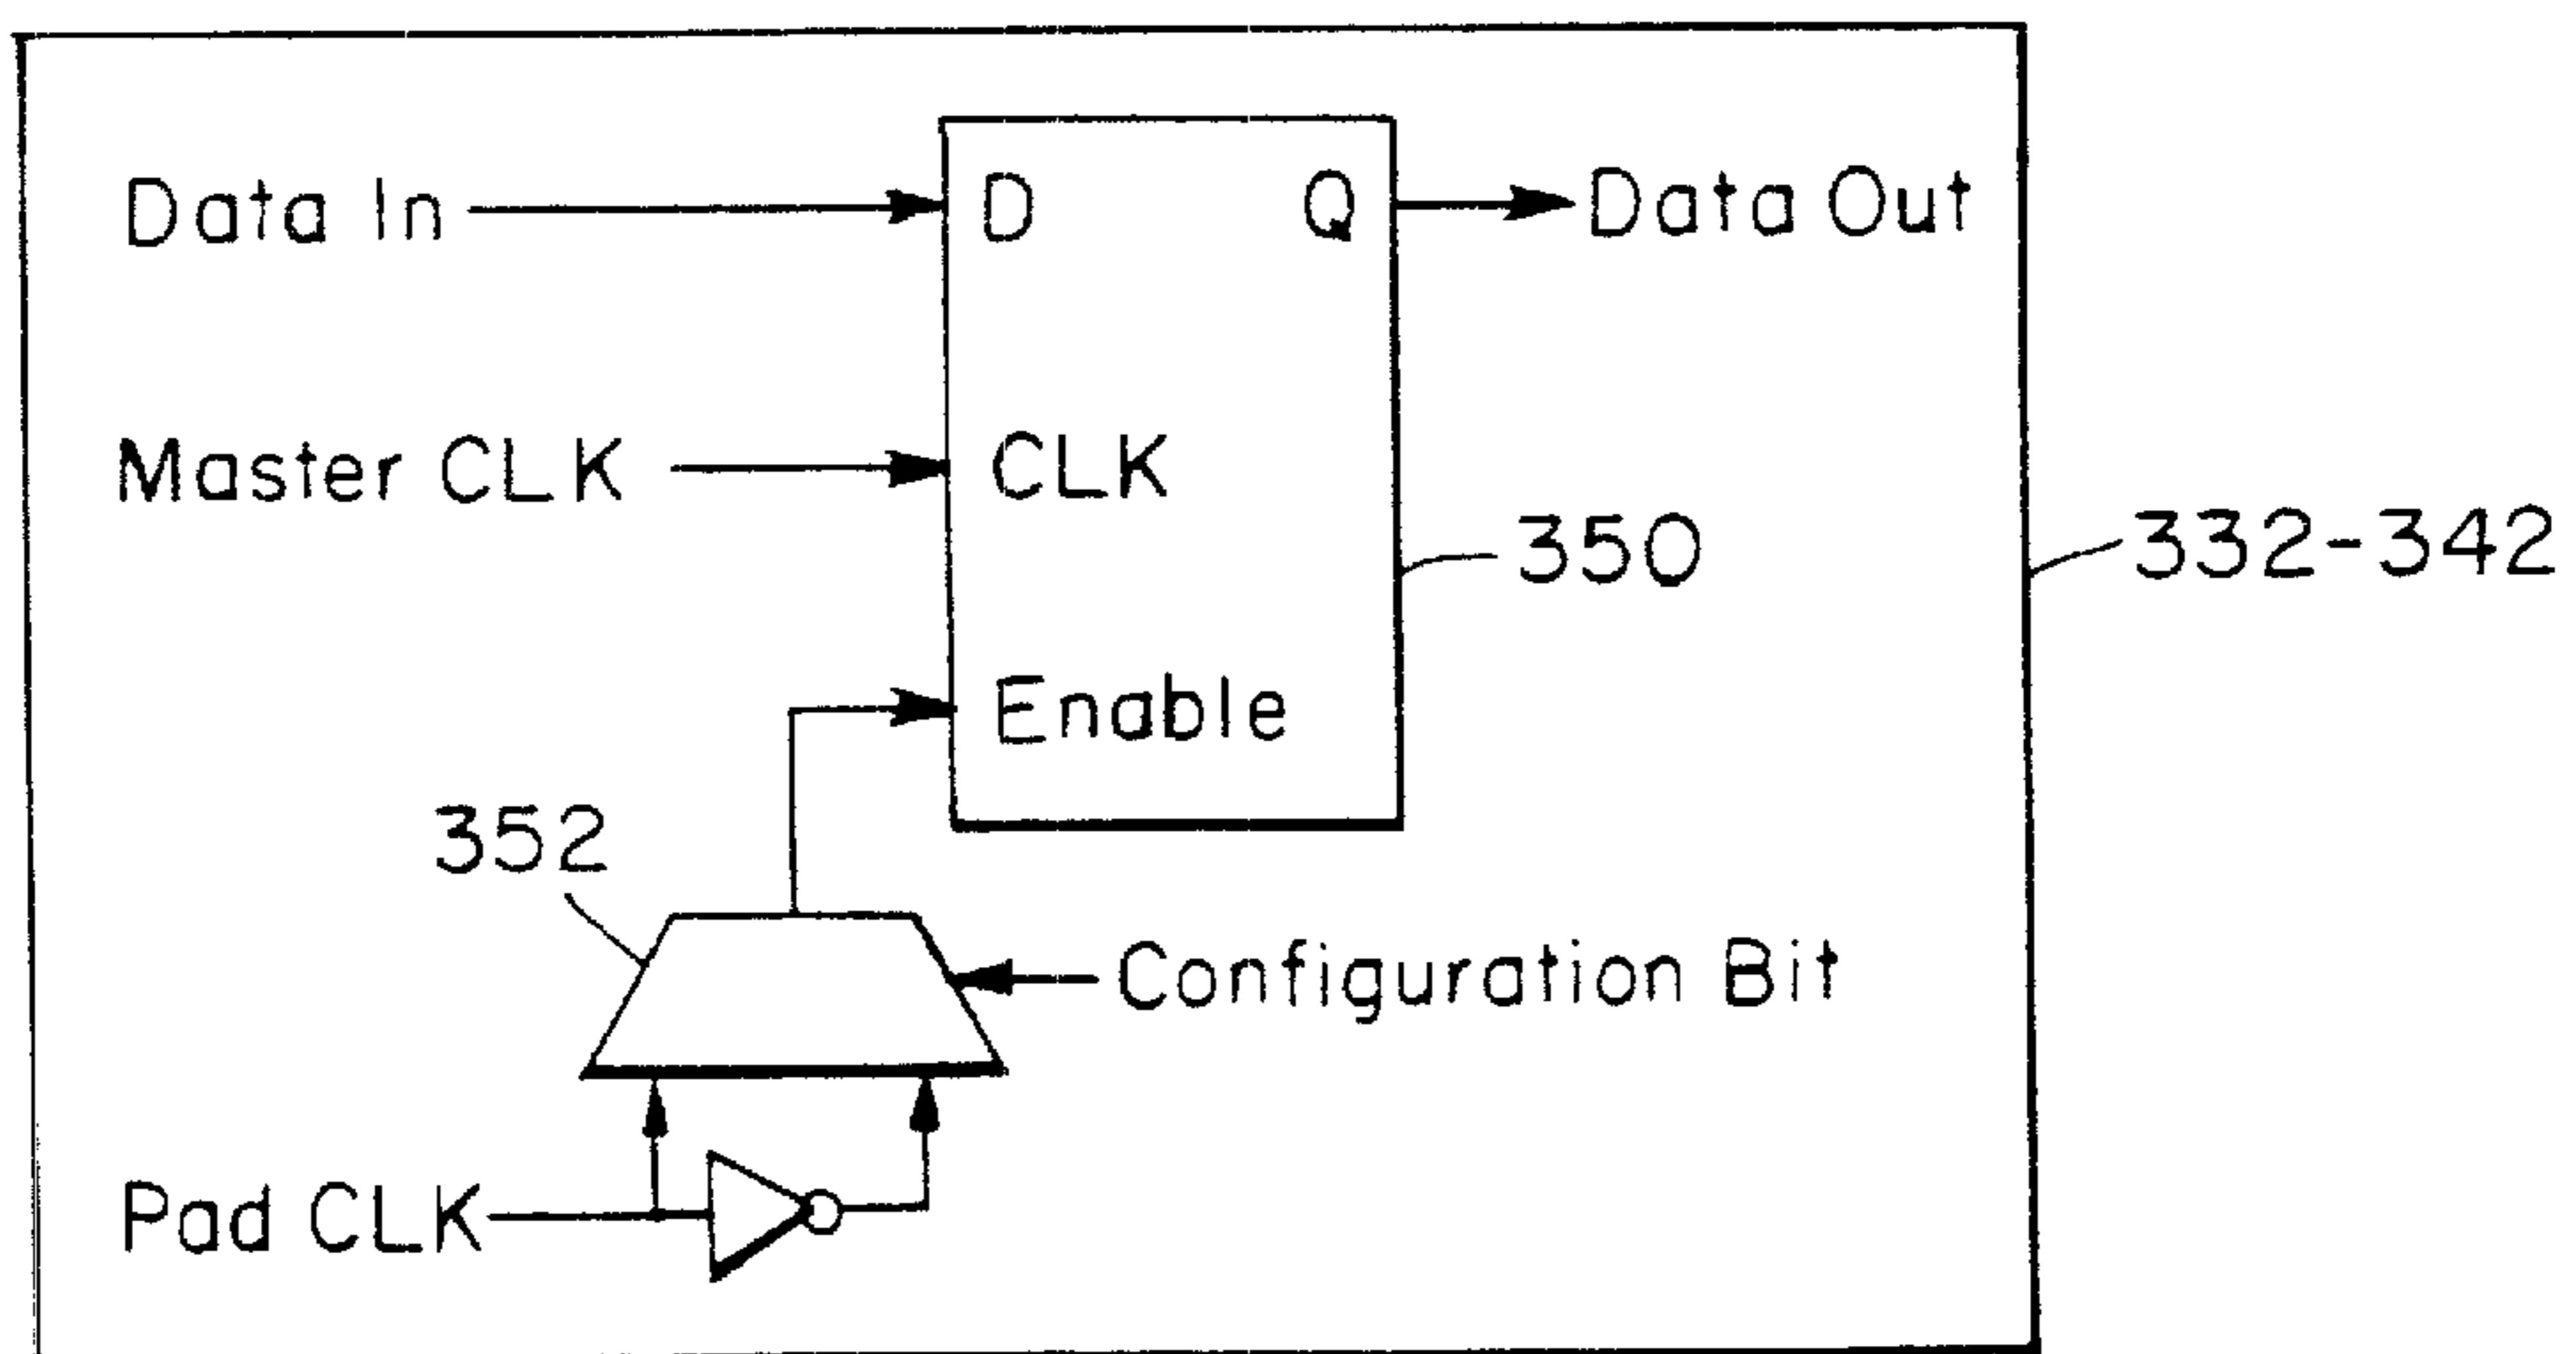 Data In
D
Q
Data Out
Master CLK
CLK
350
332-342
Enable
352
Configuration Bit
Pad CLK